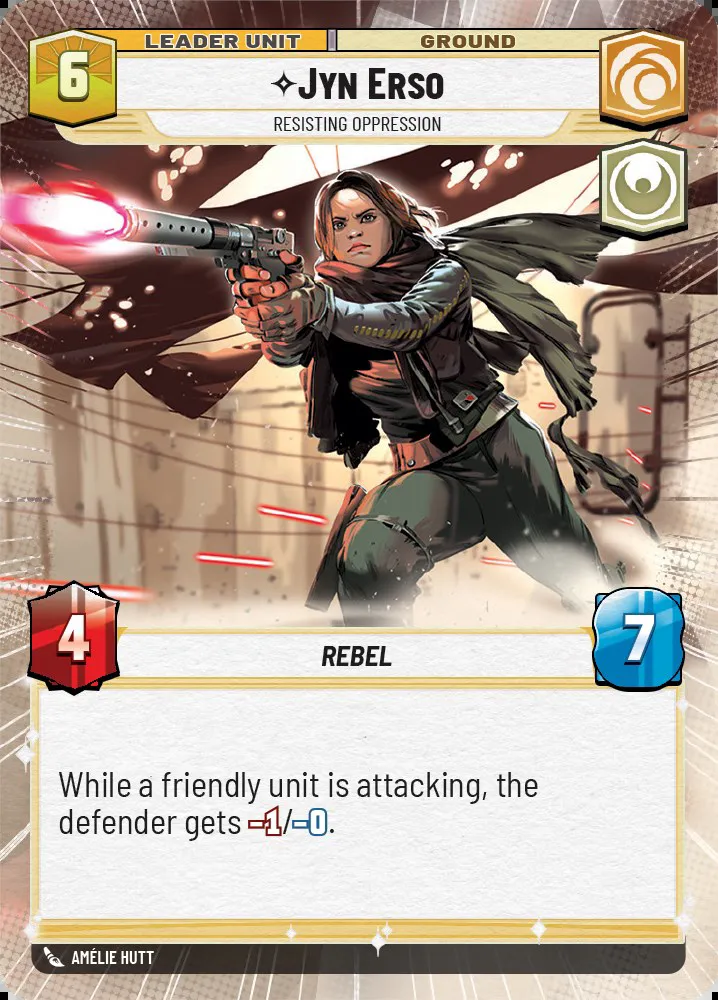 LEADER UNIT GROUND
6
JYN ERSO
RESISTING OPPRESSION
4
REBEL
7
While a friendly unit is attacking, the
defender gets -1/-0.
AMÉLIE HUTT